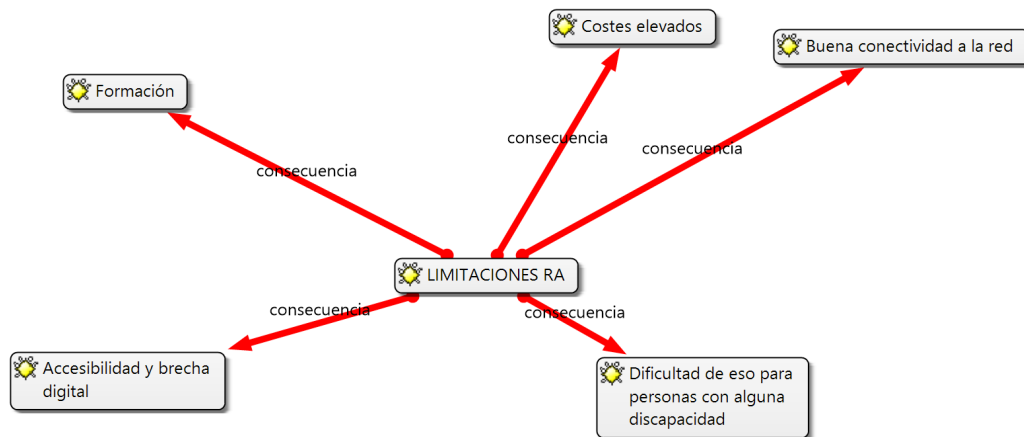 Costes elevados
Buena conectividad a la red
Formación
consecuencia
consecuencia
consecuencia
LIMITACIONES RA
consecuencia
consecuencia
Accesibilidad y brecha
digital
Dificultad de eso para
personas con alguna
discapacidad